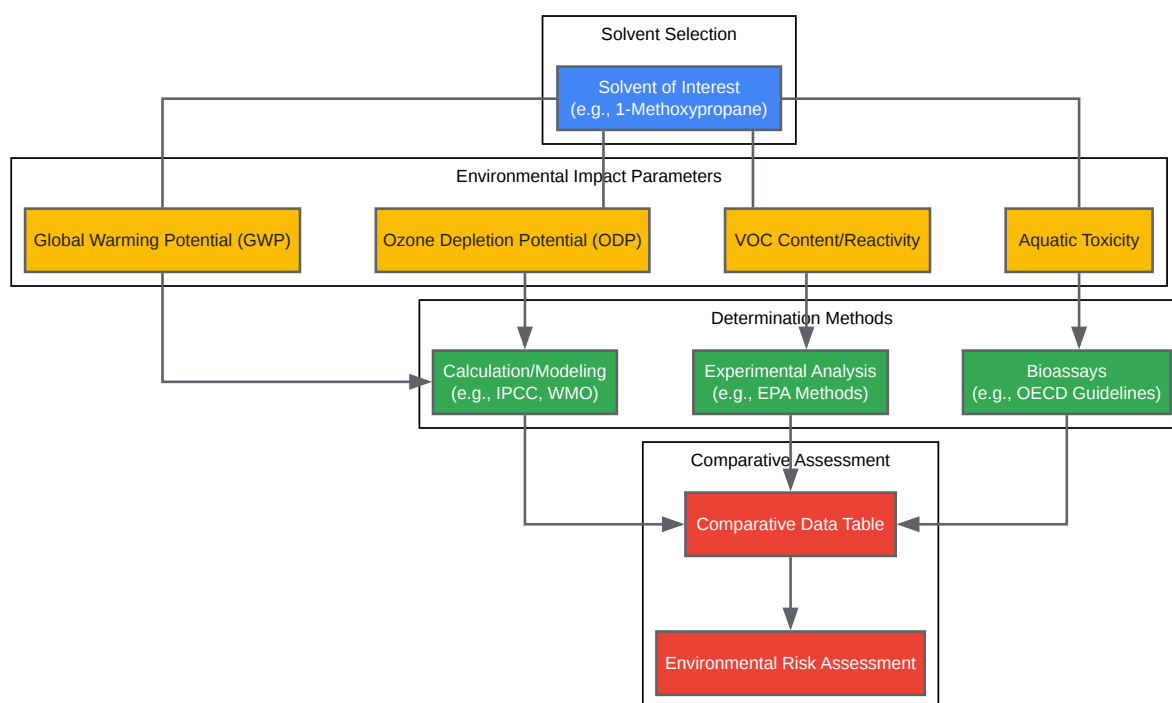 Solvent Selection
Solvent of Interest
(e.g., 1-Methoxypropane)
Environmental Impact Parameters
Global Warming Potential (GWP)
Ozone Depletion Potential (ODP)
VOC Content/Reactivity
Aquatic Toxicity
Determination Methods
Calculation/Modeling
(e.g., IPCC, WMO)
Experimental Analysis
(e.g., EPA Methods)
Bioassays
(e.g., OECD Guidelines)
Comparative Assessment
Comparative Data Table
Environmental Risk Assessment